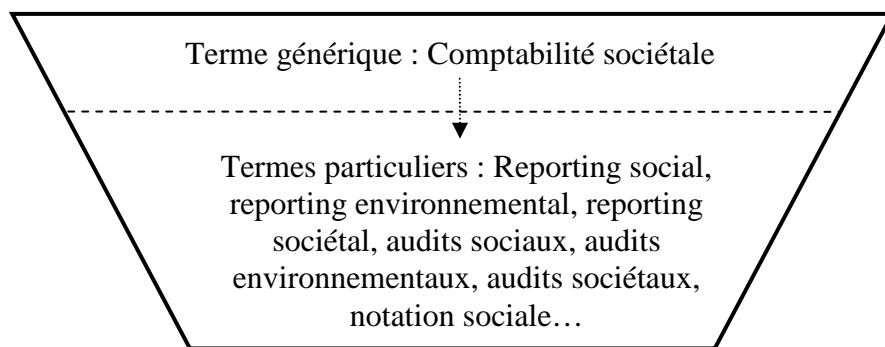 Terme générique : Comptabilité sociétale
Termes particuliers : Reporting social,
reporting environnemental, reporting
sociétal, audits sociaux, audits
environnementaux, audits sociétaux,
notation sociale…